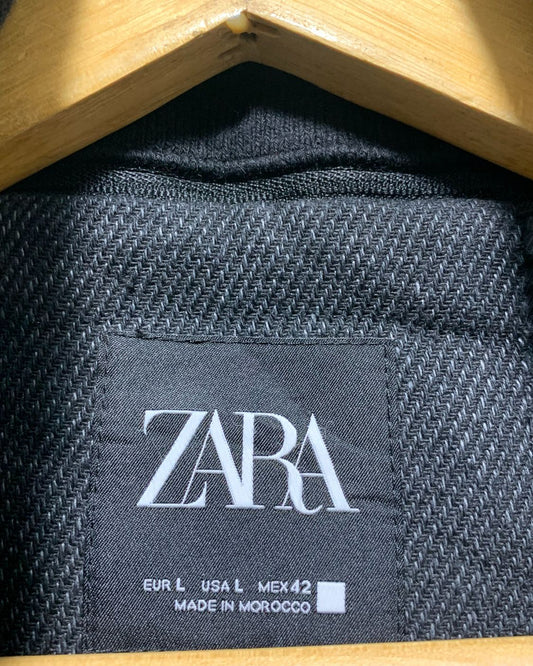 ZARA
EUR L USA L MEX 42
MADE IN MOROCCO